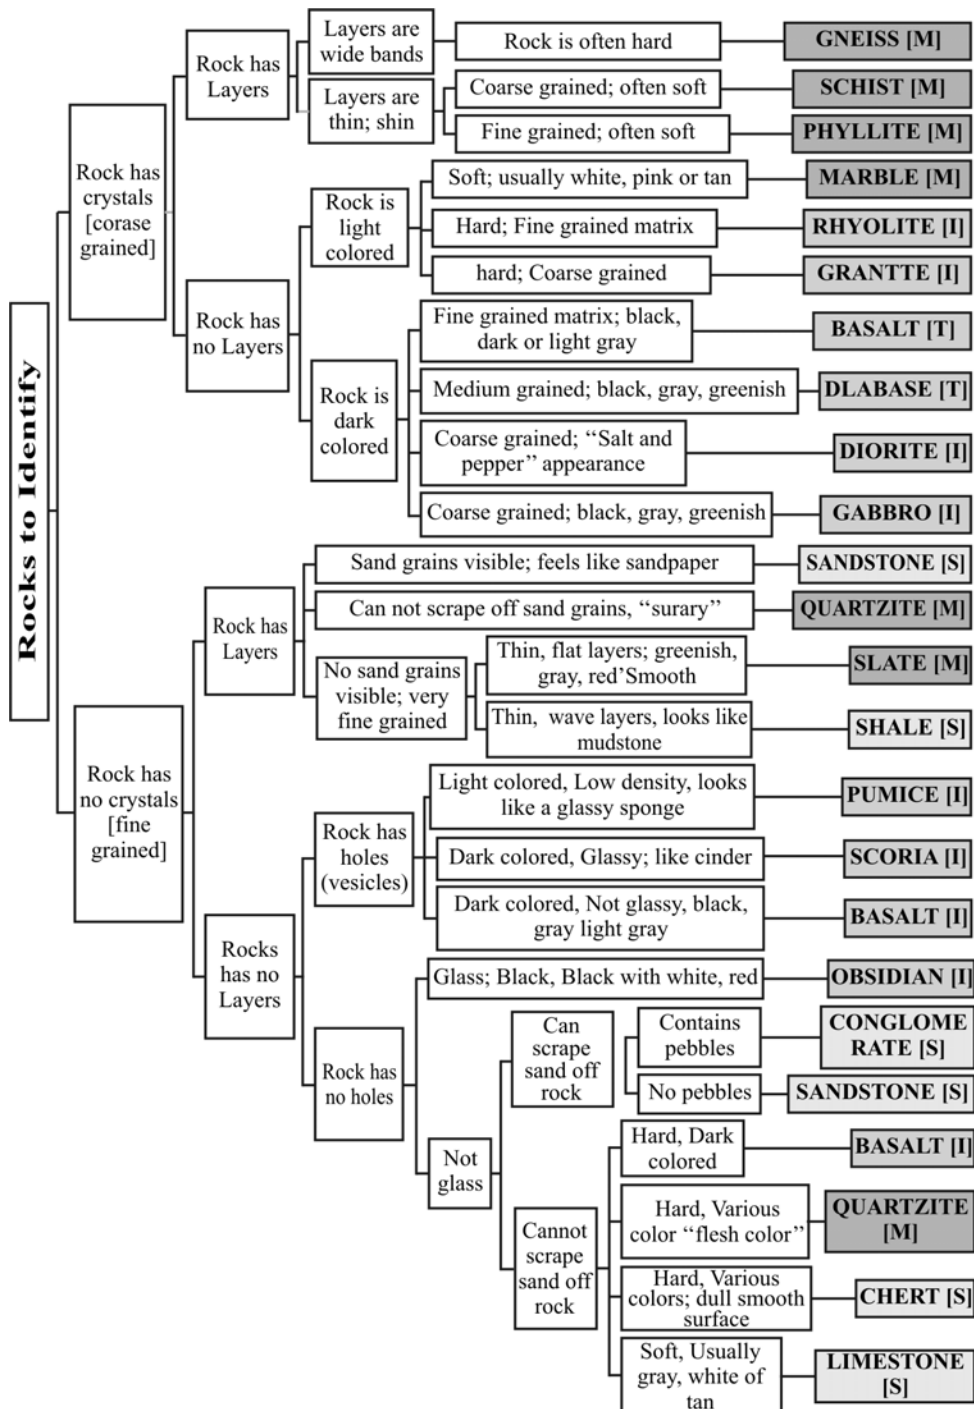 Rocks to Identify
Rock has
crystals
[corase
grained]
Rock has
Layers
Layers are
wide bands
Rock is often hard
GNEISS [M]
Layers are
thin; shin
Coarse grained; often soft
SCHIST [M]
Fine grained; often soft
PHYLLITE [M]
Rock has
no Layers
Rock is
light
colored
Soft; usually white, pink or tan
MARBLE [M]
Hard; Fine grained matrix
RHYOLITE [I]
hard; Coarse grained
GRANTTE [I]
Rock is
dark
colored
Fine grained matrix; black,
dark or light gray
BASALT [T]
Medium grained; black, gray, greenish
DLABASE [T]
Coarse grained; “Salt and
pepper” appearance
DIORITE [I]
Coarse grained; black, gray, greenish
GABBRO [I]
Rock has
no crystals
[fine
grained]
Rock has
Layers
Sand grains visible; feels like sandpaper
SANDSTONE [S]
Can not scrape off sand grains, “surary”
QUARTZITE [M]
No sand grains
visible; very
fine grained
Thin, flat layers; greenish,
gray, red’Smooth
SLATE [M]
Thin, wave layers, looks like
mudstone
SHALE [S]
Rocks
has no
Layers
Rock has
holes
(vesicles)
Light colored, Low density, looks
like a glassy sponge
PUMICE [I]
Dark colored, Glassy; like cinder
SCORIA [I]
Dark colored, Not glassy, black,
gray light gray
BASALT [I]
Rock has
no holes
Glass; Black, Black with white, red
OBSIDIAN [I]
Not
glass
Can
scrape
sand off
rock
Contains
pebbles
CONGLOME
RATE [S]
No pebbles
SANDSTONE [S]
Cannot
scrape
sand off
rock
Hard, Dark
colored
BASALT [I]
Hard, Various
color “flesh color”
QUARTZITE
[M]
Hard, Various
colors; dull smooth
surface
CHERT [S]
Soft, Usually
gray, white of
tan
LIMESTONE
[S]